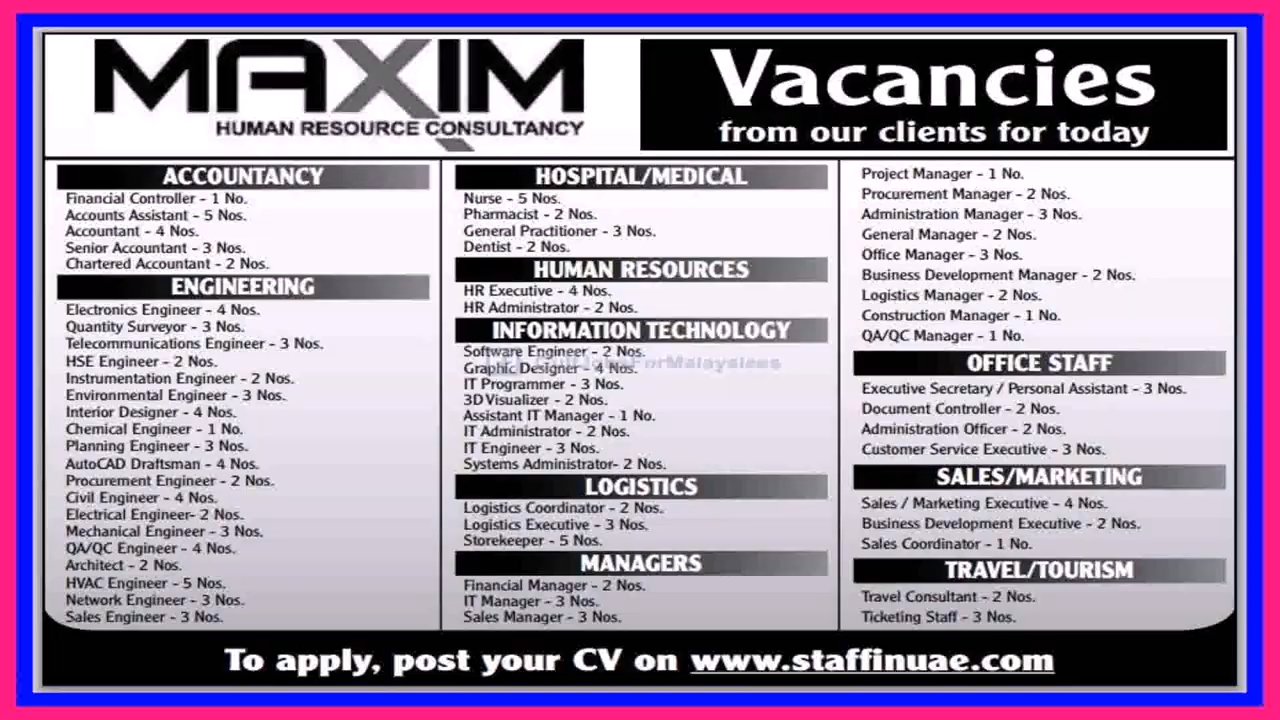 MAXIM
HUMAN RESOURCE CONSULTANCY
Vacancies
from our clients for today
ACCOUNTANCY
Financial Controller - 1 No.
Accounts Assistant - 5 Nos.
Accountant - 4 Nos.
Senior Accountant - 3 Nos.
Chartered Accountant - 2 Nos.
ENGINEERING
Electronics Engineer - 4 Nos.
Quantity Surveyor - 3 Nos.
Telecommunications Engineer - 3 Nos.
HSE Engineer - 2 Nos.
Instrumentation Engineer - 2 Nos.
Environmental Engineer - 3 Nos.
Interior Designer - 4 Nos.
Chemical Engineer - 1 No.
Planning Engineer - 3 Nos.
AutoCAD Draftsman - 4 Nos.
Procurement Engineer - 2 Nos.
Civil Engineer - 4 Nos.
Electrical Engineer- 2 Nos.
Mechanical Engineer - 3 Nos.
QA/QC Engineer - 4 Nos.
Architect - 2 Nos.
HVAC Engineer - 5 Nos.
Network Engineer - 3 Nos.
Sales Engineer - 3 Nos.
HOSPITAL/MEDICAL
Nurse - 5 Nos.
Pharmacist - 2 Nos.
General Practitioner - 3 Nos.
Dentist - 2 Nos.
HUMAN RESOURCES
HR Executive - 4 Nos.
HR Administrator - 2 Nos.
INFORMATION TECHNOLOGY
Software Engineer - 2 Nos.
Graphic Designer - 4 Nos.
IT Programmer - 3 Nos.
3D Visualizer - 2 Nos.
Assistant IT Manager - 1 No.
IT Administrator - 2 Nos.
IT Engineer - 3 Nos.
Systems Administrator- 2 Nos.
LOGISTICS
Logistics Coordinator - 2 Nos.
Logistics Executive - 3 Nos.
Storekeeper - 5 Nos.
MANAGERS
Financial Manager - 2 Nos.
IT Manager - 3 Nos.
Sales Manager - 3 Nos.
Project Manager - 1 No.
Procurement Manager - 2 Nos.
Administration Manager - 3 Nos.
General Manager - 2 Nos.
Office Manager - 3 Nos.
Business Development Manager - 2 Nos.
Logistics Manager - 2 Nos.
Construction Manager - 1 No.
QA/QC Manager - 1 No.
OFFICE STAFF
Executive Secretary / Personal Assistant - 3 Nos.
Document Controller - 2 Nos.
Administration Officer - 2 Nos.
Customer Service Executive - 3 Nos.
SALES/MARKETING
Sales / Marketing Executive - 4 Nos.
Business Development Executive - 2 Nos.
Sales Coordinator - 1 No.
TRAVEL/TOURISM
Travel Consultant - 2 Nos.
Ticketing Staff - 3 Nos.
To apply, post your CV on www.staffinuae.com